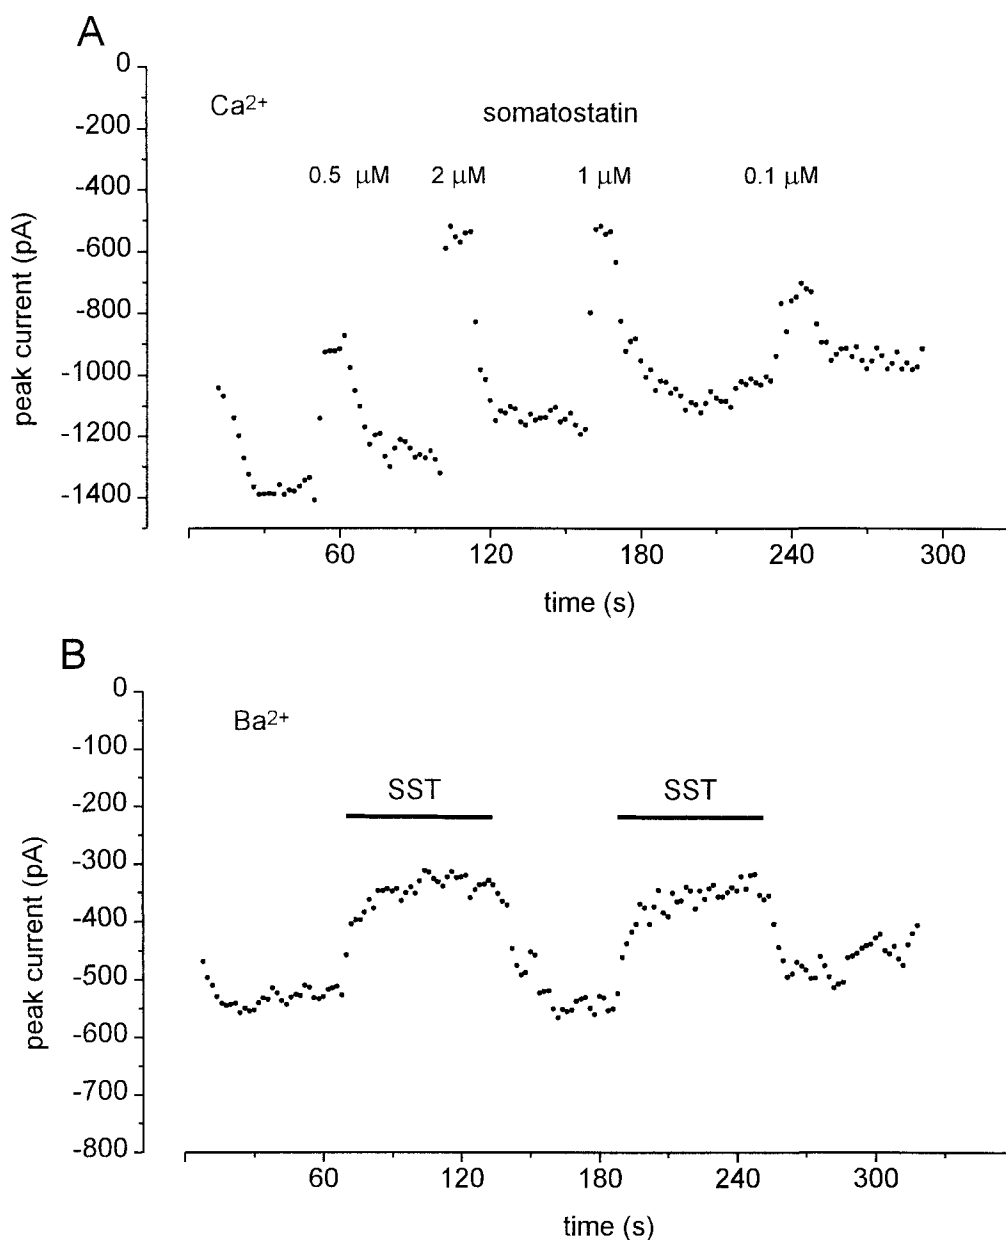 A
0
-200
-400
-600
-800
-1000
-1200
-1400
peak current (pA)
Ca²⁺
somatostatin
0.5 μM 2 μM 1 μM 0.1 μM
60 120 180 240 300
time (s)
B
0
-100
-200
-300
-400
-500
-600
-700
-800
peak current (pA)
Ba²⁺
SST SST
60 120 180 240 300
time (s)